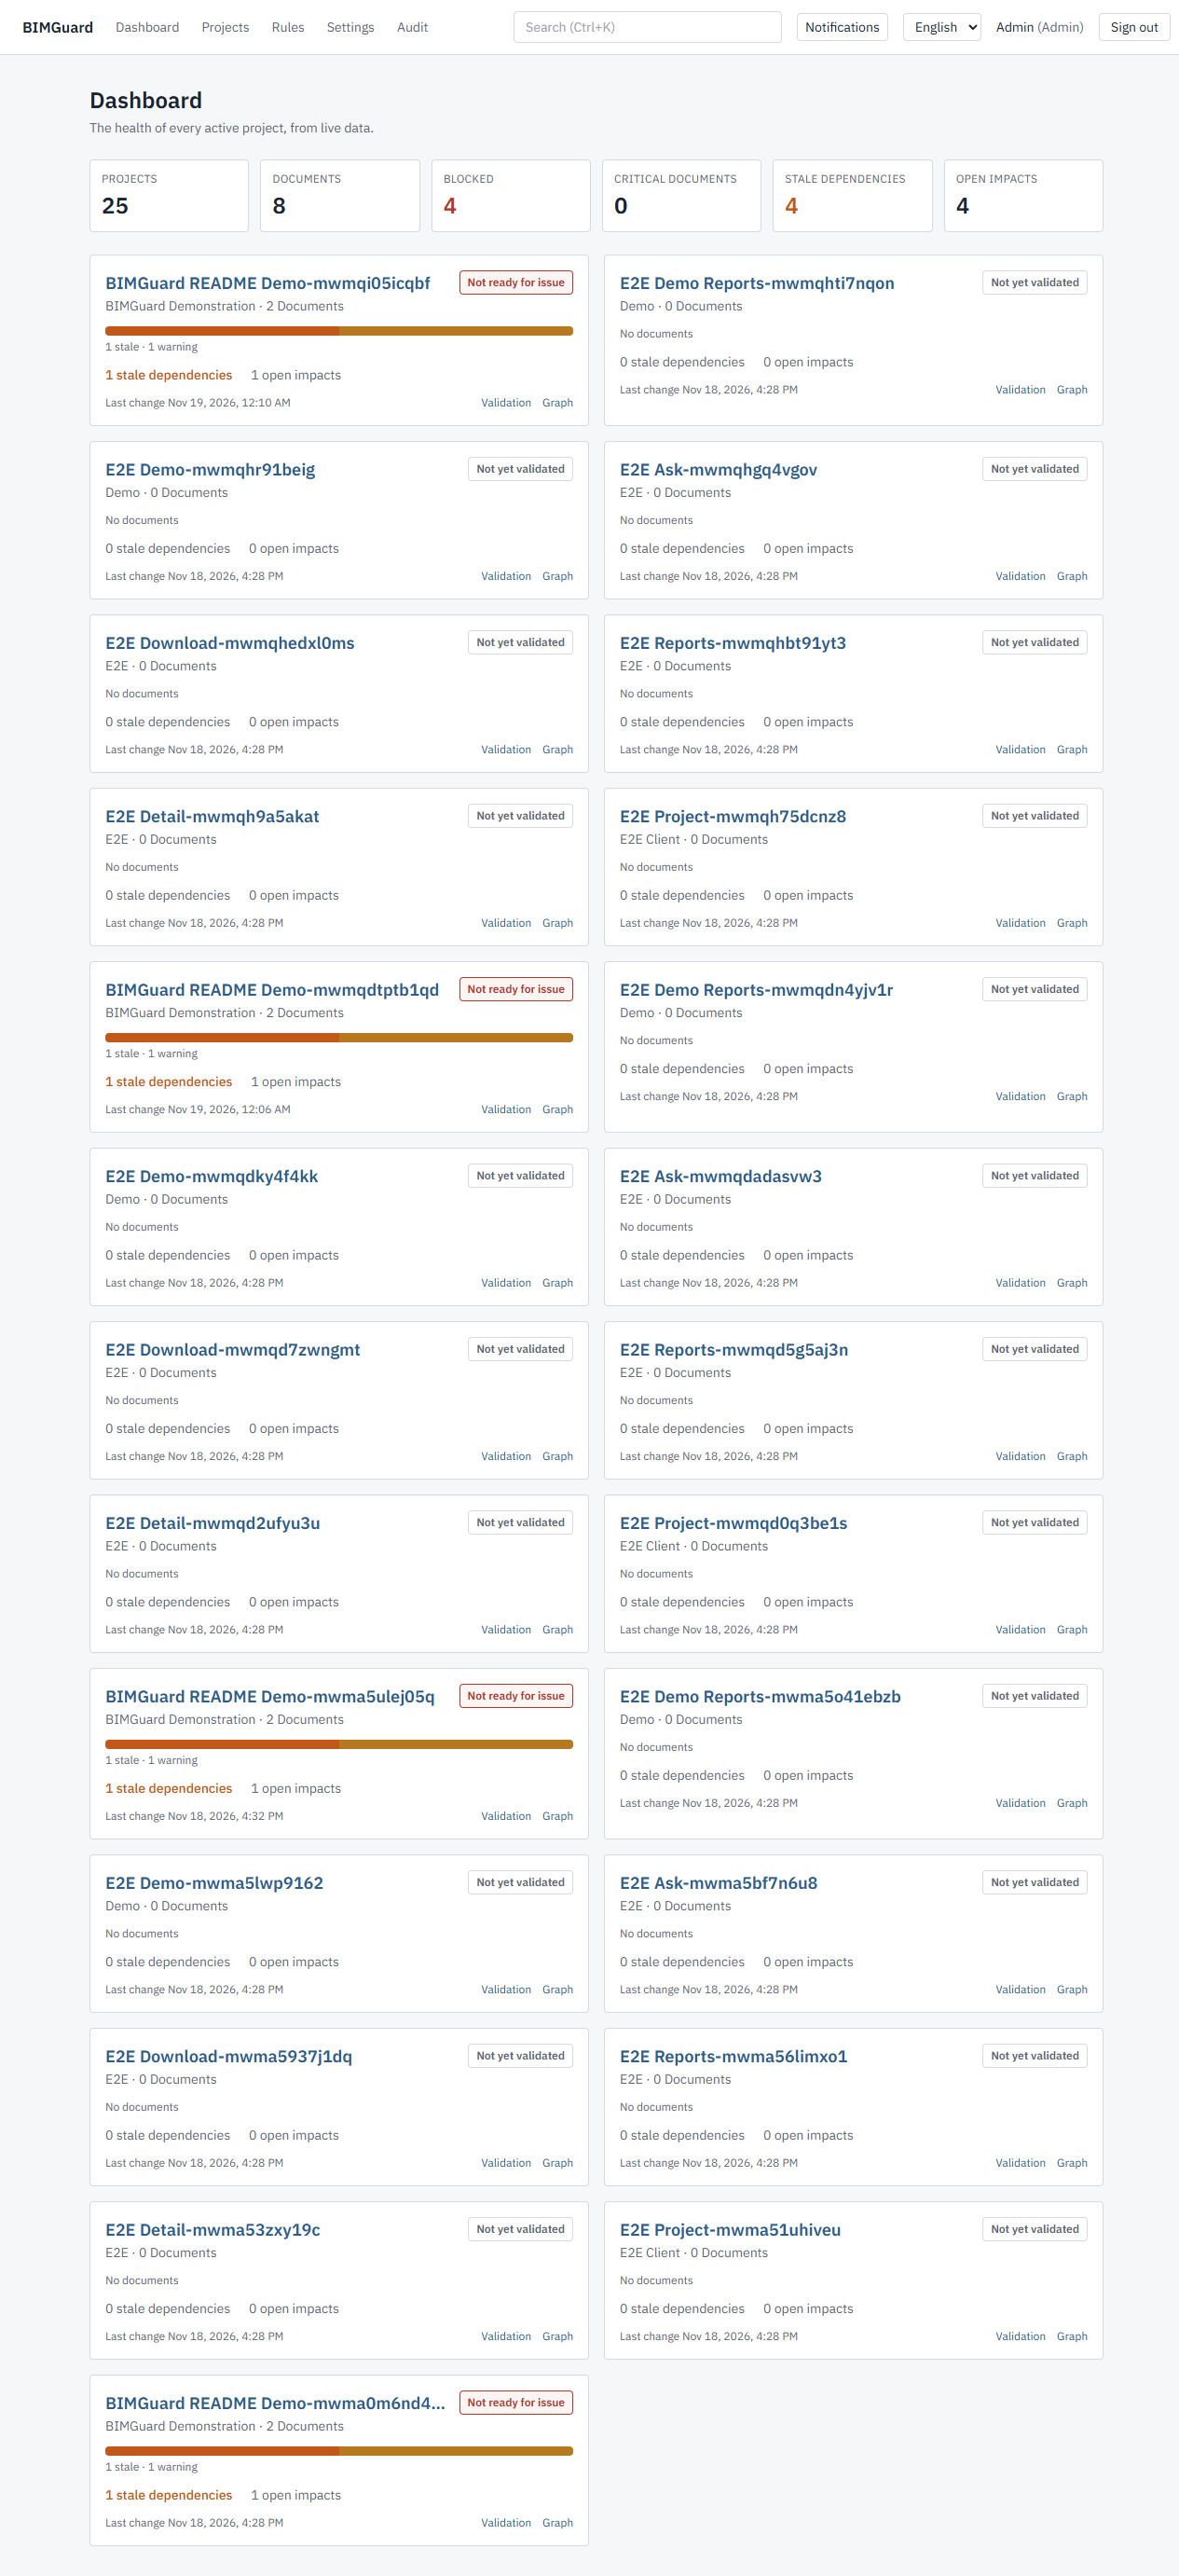 BIMGuard Dashboard Projects Rules Settings Audit Search (Ctrl+K) Notifications English Admin (Admin) Sign out
Dashboard
The health of every active project, from live data.
PROJECTS DOCUMENTS BLOCKED CRITICAL DOCUMENTS STALE DEPENDENCIES OPEN IMPACTS
25 8 4 0 4 4
BIMGuard README Demo-mwmqi05icqbf Not ready for issue
BIMGuard Demonstration · 2 Documents
1 stale · 1 warning
1 stale dependencies 1 open impacts
Last change Nov 19, 2026, 12:10 AM Validation Graph
E2E Demo Reports-mwmqhti7nqon Not yet validated
Demo · 0 Documents
No documents
0 stale dependencies 0 open impacts
Last change Nov 18, 2026, 4:28 PM Validation Graph
E2E Demo-mwmqhr91beig Not yet validated
Demo · 0 Documents
No documents
0 stale dependencies 0 open impacts
Last change Nov 18, 2026, 4:28 PM Validation Graph
E2E Ask-mwmqhgq4vgov Not yet validated
E2E · 0 Documents
No documents
0 stale dependencies 0 open impacts
Last change Nov 18, 2026, 4:28 PM Validation Graph
E2E Download-mwmqhedxl0ms Not yet validated
E2E · 0 Documents
No documents
0 stale dependencies 0 open impacts
Last change Nov 18, 2026, 4:28 PM Validation Graph
E2E Reports-mwmqhbt91yt3 Not yet validated
E2E · 0 Documents
No documents
0 stale dependencies 0 open impacts
Last change Nov 18, 2026, 4:28 PM Validation Graph
E2E Detail-mwmqh9a5akat Not yet validated
E2E · 0 Documents
No documents
0 stale dependencies 0 open impacts
Last change Nov 18, 2026, 4:28 PM Validation Graph
E2E Project-mwmqh75dcnz8 Not yet validated
E2E Client · 0 Documents
No documents
0 stale dependencies 0 open impacts
Last change Nov 18, 2026, 4:28 PM Validation Graph
BIMGuard README Demo-mwmqdtptb1qd Not ready for issue
BIMGuard Demonstration · 2 Documents
1 stale · 1 warning
1 stale dependencies 1 open impacts
Last change Nov 19, 2026, 12:06 AM Validation Graph
E2E Demo Reports-mwmqdn4yjv1r Not yet validated
Demo · 0 Documents
No documents
0 stale dependencies 0 open impacts
Last change Nov 18, 2026, 4:28 PM Validation Graph
E2E Demo-mwmqdky4f4kk Not yet validated
Demo · 0 Documents
No documents
0 stale dependencies 0 open impacts
Last change Nov 18, 2026, 4:28 PM Validation Graph
E2E Ask-mwmqdadasvw3 Not yet validated
E2E · 0 Documents
No documents
0 stale dependencies 0 open impacts
Last change Nov 18, 2026, 4:28 PM Validation Graph
E2E Download-mwmqd7zwngmt Not yet validated
E2E · 0 Documents
No documents
0 stale dependencies 0 open impacts
Last change Nov 18, 2026, 4:28 PM Validation Graph
E2E Reports-mwmqd5g5aj3n Not yet validated
E2E · 0 Documents
No documents
0 stale dependencies 0 open impacts
Last change Nov 18, 2026, 4:28 PM Validation Graph
E2E Detail-mwmqd2ufyu3u Not yet validated
E2E · 0 Documents
No documents
0 stale dependencies 0 open impacts
Last change Nov 18, 2026, 4:28 PM Validation Graph
E2E Project-mwmqd0q3be1s Not yet validated
E2E Client · 0 Documents
No documents
0 stale dependencies 0 open impacts
Last change Nov 18, 2026, 4:28 PM Validation Graph
BIMGuard README Demo-mwma5ulej05q Not ready for issue
BIMGuard Demonstration · 2 Documents
1 stale · 1 warning
1 stale dependencies 1 open impacts
Last change Nov 18, 2026, 4:32 PM Validation Graph
E2E Demo Reports-mwma5o41ebzb Not yet validated
Demo · 0 Documents
No documents
0 stale dependencies 0 open impacts
Last change Nov 18, 2026, 4:28 PM Validation Graph
E2E Demo-mwma5lwp9162 Not yet validated
Demo · 0 Documents
No documents
0 stale dependencies 0 open impacts
Last change Nov 18, 2026, 4:28 PM Validation Graph
E2E Ask-mwma5bf7n6u8 Not yet validated
E2E · 0 Documents
No documents
0 stale dependencies 0 open impacts
Last change Nov 18, 2026, 4:28 PM Validation Graph
E2E Download-mwma5937j1dq Not yet validated
E2E · 0 Documents
No documents
0 stale dependencies 0 open impacts
Last change Nov 18, 2026, 4:28 PM Validation Graph
E2E Reports-mwma56limxo1 Not yet validated
E2E · 0 Documents
No documents
0 stale dependencies 0 open impacts
Last change Nov 18, 2026, 4:28 PM Validation Graph
E2E Detail-mwma53zxy19c Not yet validated
E2E · 0 Documents
No documents
0 stale dependencies 0 open impacts
Last change Nov 18, 2026, 4:28 PM Validation Graph
E2E Project-mwma51uhiveu Not yet validated
E2E Client · 0 Documents
No documents
0 stale dependencies 0 open impacts
Last change Nov 18, 2026, 4:28 PM Validation Graph
BIMGuard README Demo-mwma0m6nd4... Not ready for issue
BIMGuard Demonstration · 2 Documents
1 stale · 1 warning
1 stale dependencies 1 open impacts
Last change Nov 18, 2026, 4:28 PM Validation Graph